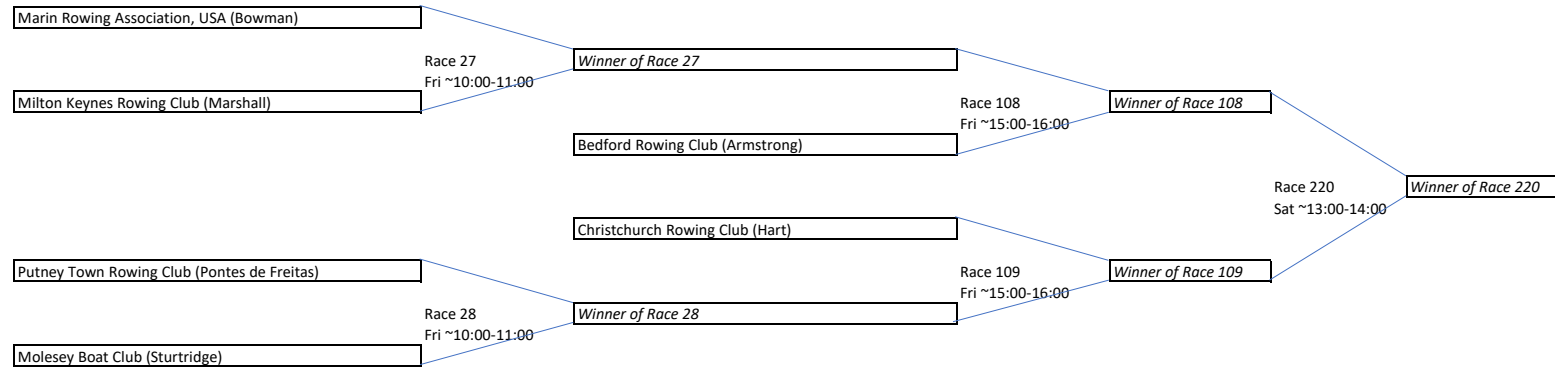 Marin Rowing Association, USA (Bowman)
Race 27
Fri ~10:00-11:00
Winner of Race 27
Milton Keynes Rowing Club (Marshall)
Race 108
Fri ~15:00-16:00
Winner of Race 108
Bedford Rowing Club (Armstrong)
Race 220
Sat ~13:00-14:00
Winner of Race 220
Christchurch Rowing Club (Hart)
Putney Town Rowing Club (Pontes de Freitas)
Race 109
Fri ~15:00-16:00
Winner of Race 109
Race 28
Fri ~10:00-11:00
Winner of Race 28
Molesey Boat Club (Sturtridge)